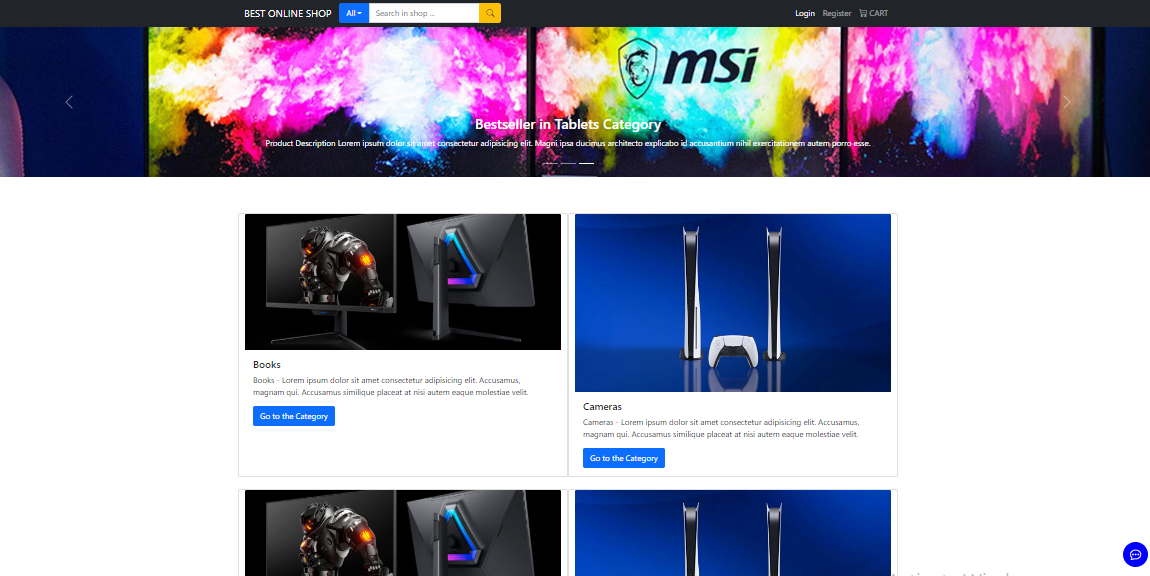 BEST ONLINE SHOP
All
Search in shop ...
Login
Register
CART
msi
Bestseller in Tablets Category
Product Description Lorem ipsum dolor sit amet consectetur adipisicing elit. Magni ipsa ducimus architecto explicabo id accusantium nihil exercitationem autem porro esse.
Books
Books - Lorem ipsum dolor sit amet consectetur adipisicing elit. Accusamus,
magnam qui. Accusamus similique placeat at nisi autem eaque molestiae velit.
Go to the Category
Cameras
Cameras - Lorem ipsum dolor sit amet consectetur adipisicing elit. Accusamus,
magnam qui. Accusamus similique placeat at nisi autem eaque molestiae velit.
Go to the Category